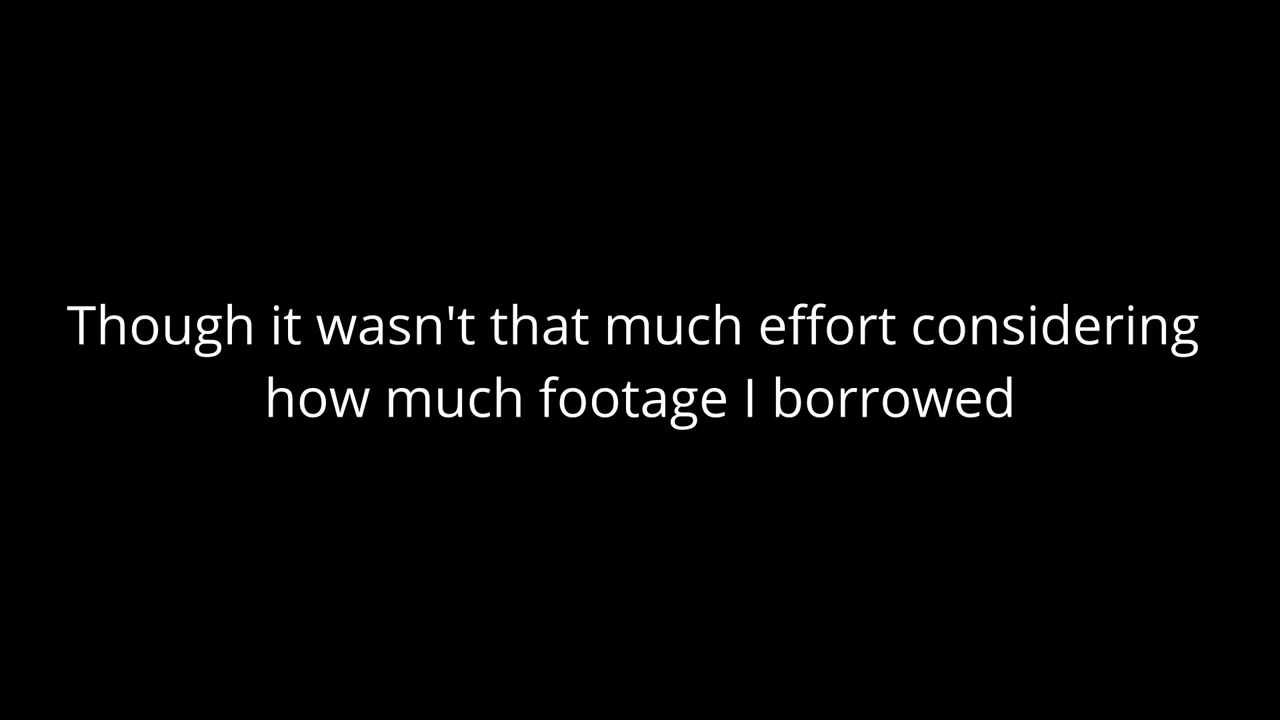 Though it wasn't that much effort considering
how much footage I borrowed